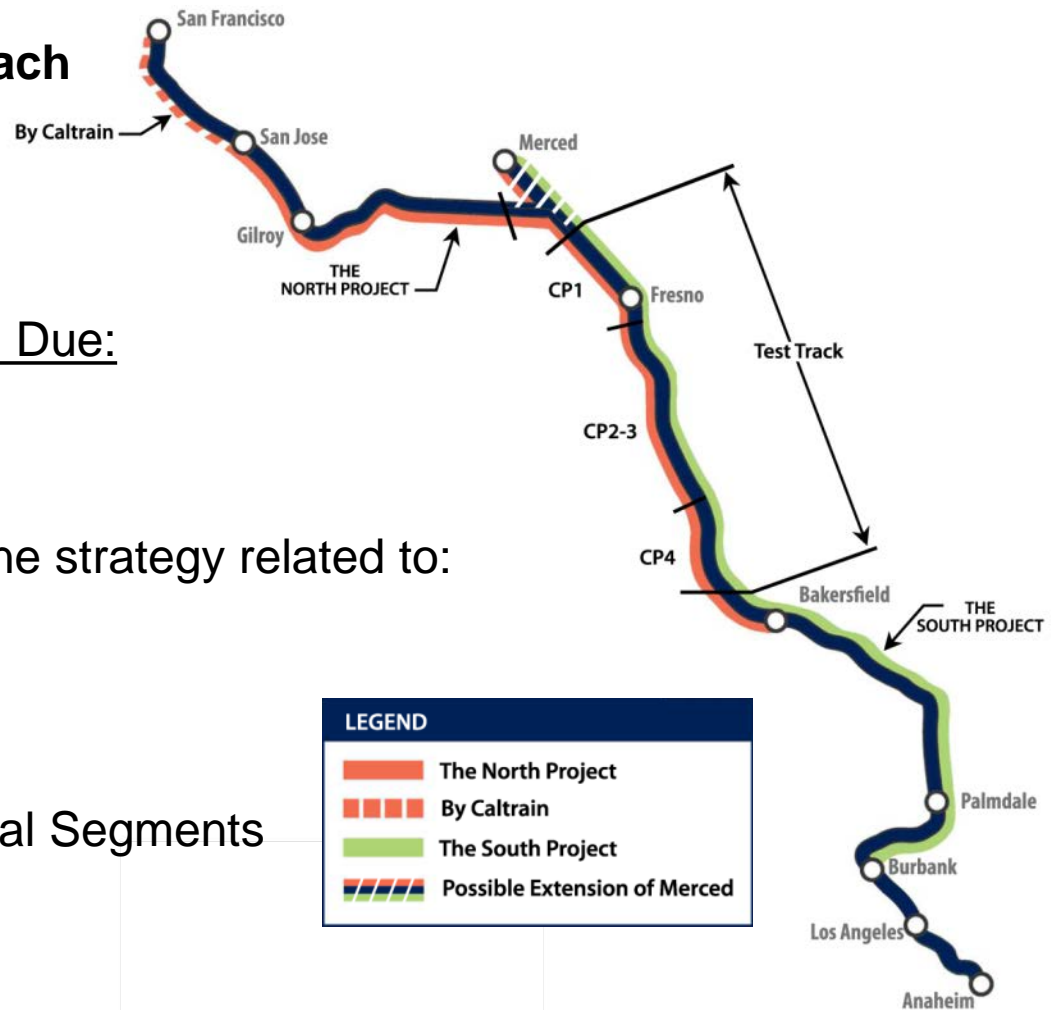 San Francisco
ach
By Caltrain
San Jose
Merced
Gilroy
THE
NORTH PROJECT
CP1
Fresno
Due:
Test Track
CP2-3
ne strategy related to:
CP4
Bakersfield
THE
SOUTH PROJECT
LEGEND
The North Project
By Caltrain
The South Project
Possible Extension of Merced
Palmdale
al Segments
Burbank
Los Angeles
Anaheim